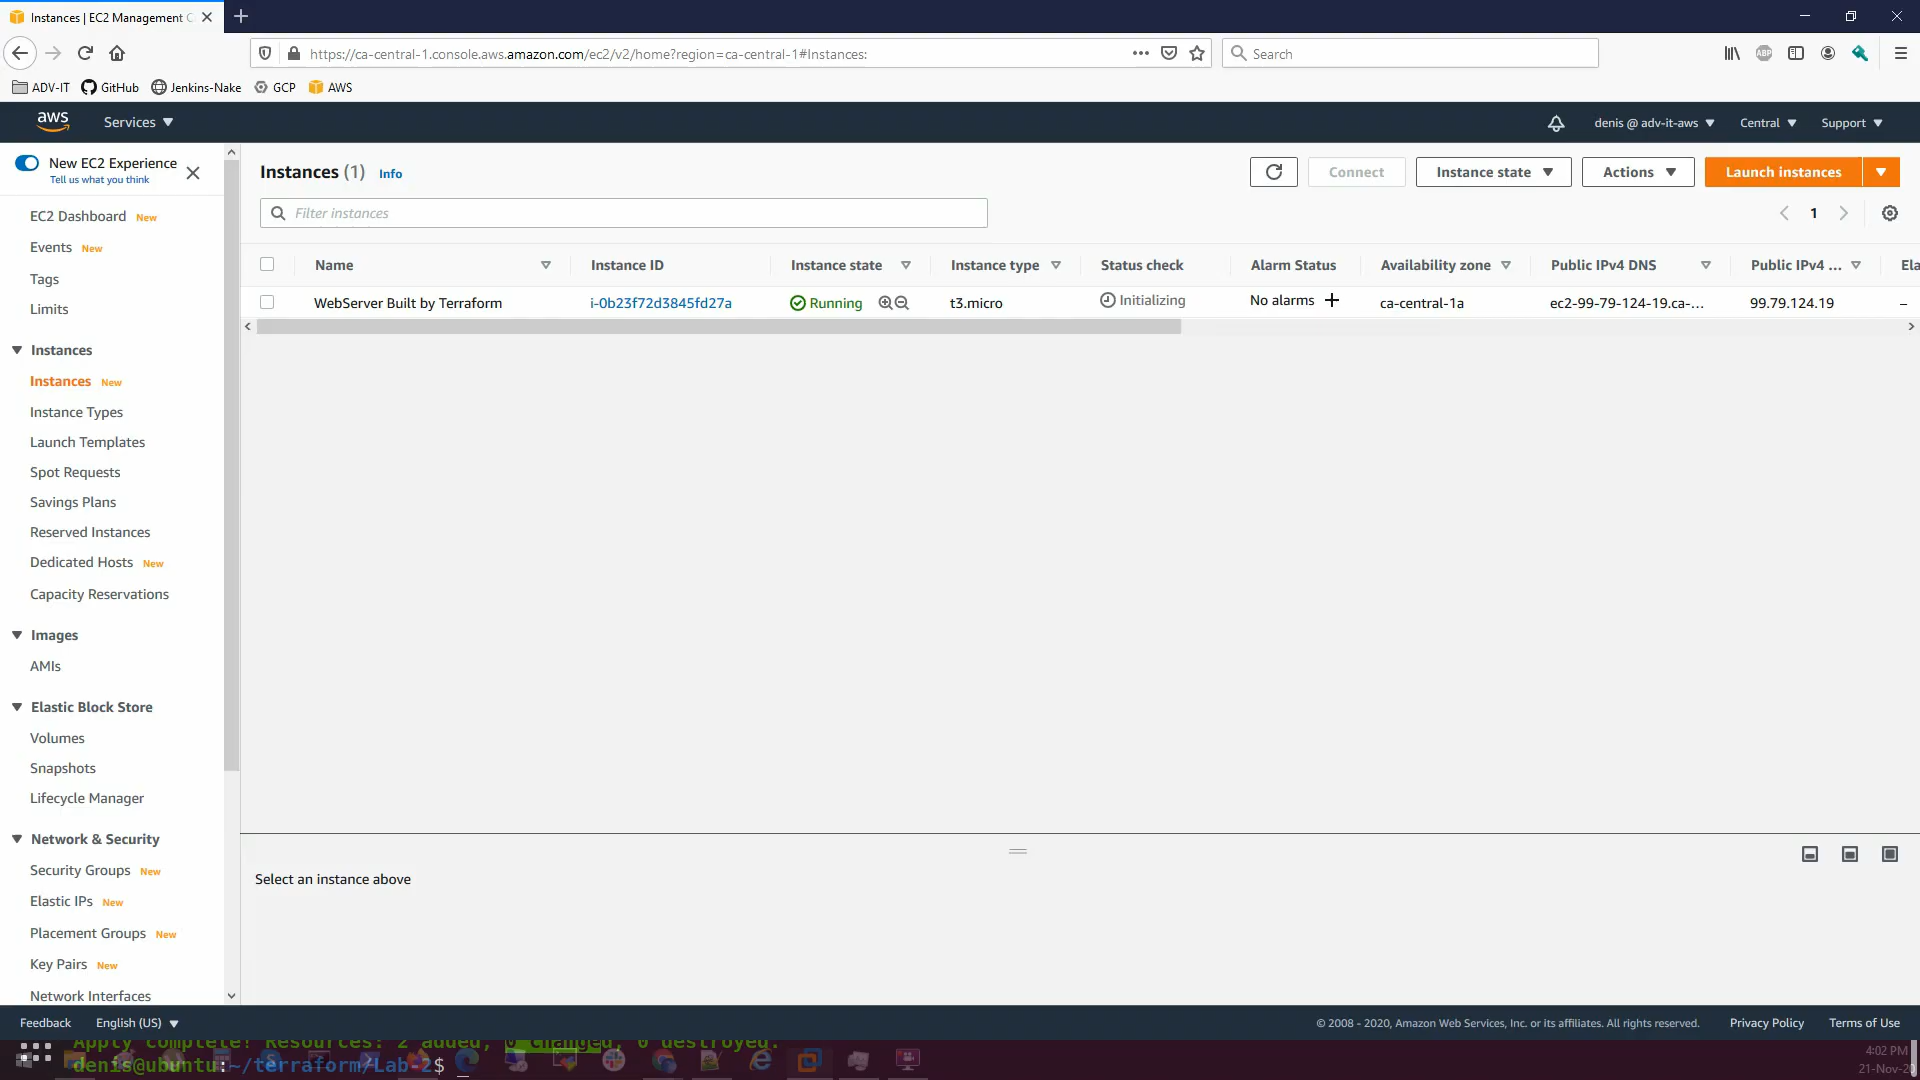 Instances | EC2 Management C
https://ca-central-1.console.aws.amazon.com/ec2/v2/home?region=ca-central-1#Instances:
Search
ABP
ADV-IT GitHub Jenkins-Nake GCP AWS
aws Services denis @ adv-it-aws Central Support
New EC2 Experience
Tell us what you think
EC2 Dashboard New
Events New
Tags
Limits
Instances
Instances New
Instance Types
Launch Templates
Spot Requests
Savings Plans
Reserved Instances
Dedicated Hosts New
Capacity Reservations
Images
AMIs
Elastic Block Store
Volumes
Snapshots
Lifecycle Manager
Network & Security
Security Groups New
Elastic IPs New
Placement Groups New
Key Pairs New
Network Interfaces
Instances (1) Info
Connect Instance state Actions Launch instances
Filter instances
1
Name Instance ID Instance state Instance type Status check Alarm Status Availability zone Public IPv4 DNS Public IPv4 ... Ela
WebServer Built by Terraform i-0b23f72d3845fd27a Running t3.micro Initializing No alarms + ca-central-1a ec2-99-79-124-19.ca-... 99.79.124.19 –
Select an instance above
Feedback English (US) © 2008 - 2020, Amazon Web Services, Inc. or its affiliates. All rights reserved. Privacy Policy Terms of Use
Apply complete! Resources: 2 added, 0 changed, 0 destroyed.
denis@ubuntu:~/terraform/Lab-2$
4:02 PM
21-Nov-20